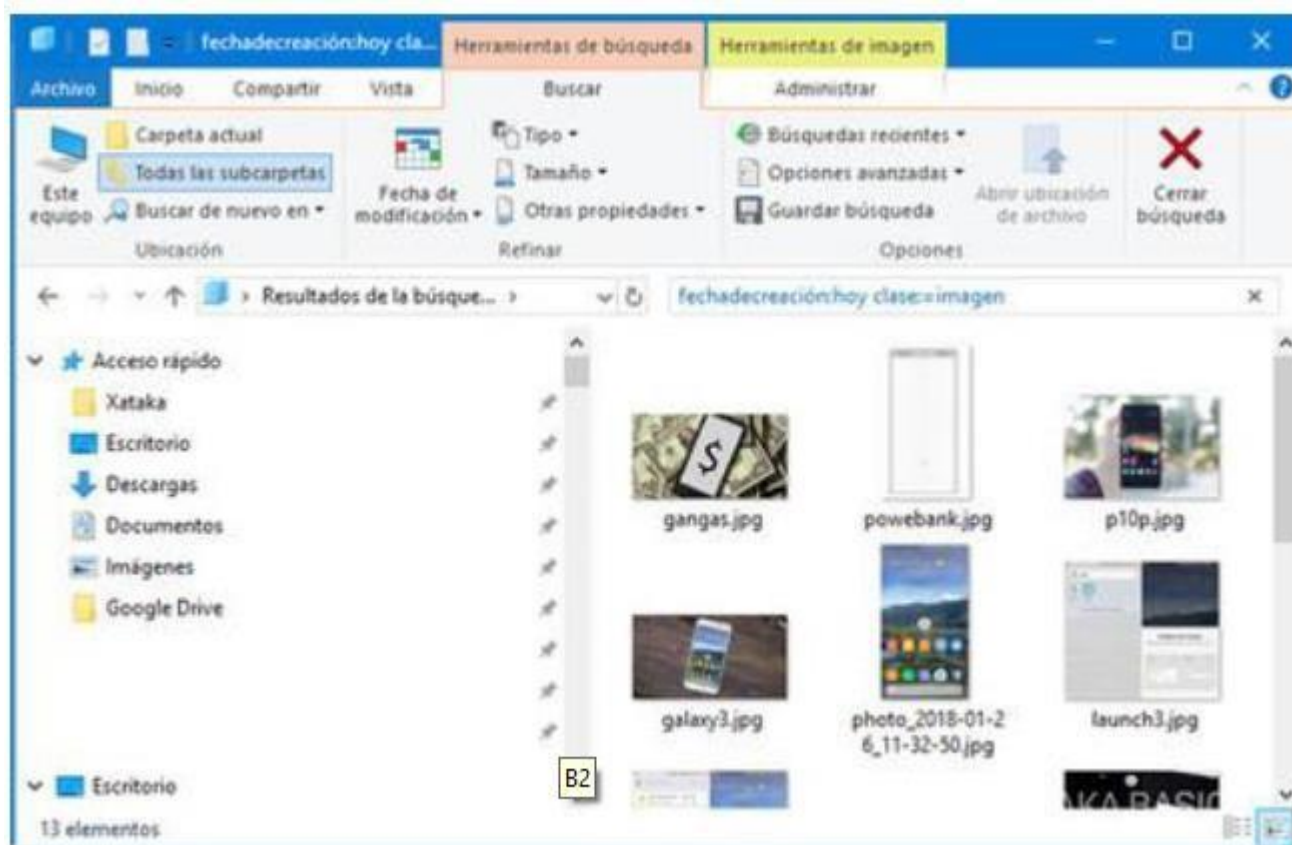 fechadecreación:hoy cla...
Herramientas de búsqueda
Herramientas de imagen
Archivo Inicio Compartir Vista Buscar Administrar
Este equipo
Carpeta actual
Todas las subcarpetas
Buscar de nuevo en
Ubicación
Fecha de modificación
Tipo
Tamaño
Otras propiedades
Refinar
Búsquedas recientes
Opciones avanzadas
Guardar búsqueda
Abrir ubicación de archivo
Opciones
Cerrar búsqueda
Resultados de la búsque...
fechadecreación:hoy clase:=imagen
Acceso rápido
Xataka
Escritorio
Descargas
Documentos
Imágenes
Google Drive
Escritorio
13 elementos
$
gangas.jpg
powebank.jpg
p10p.jpg
galaxy3.jpg
photo_2018-01-2
6_11-32-50.jpg
launch3.jpg
B2